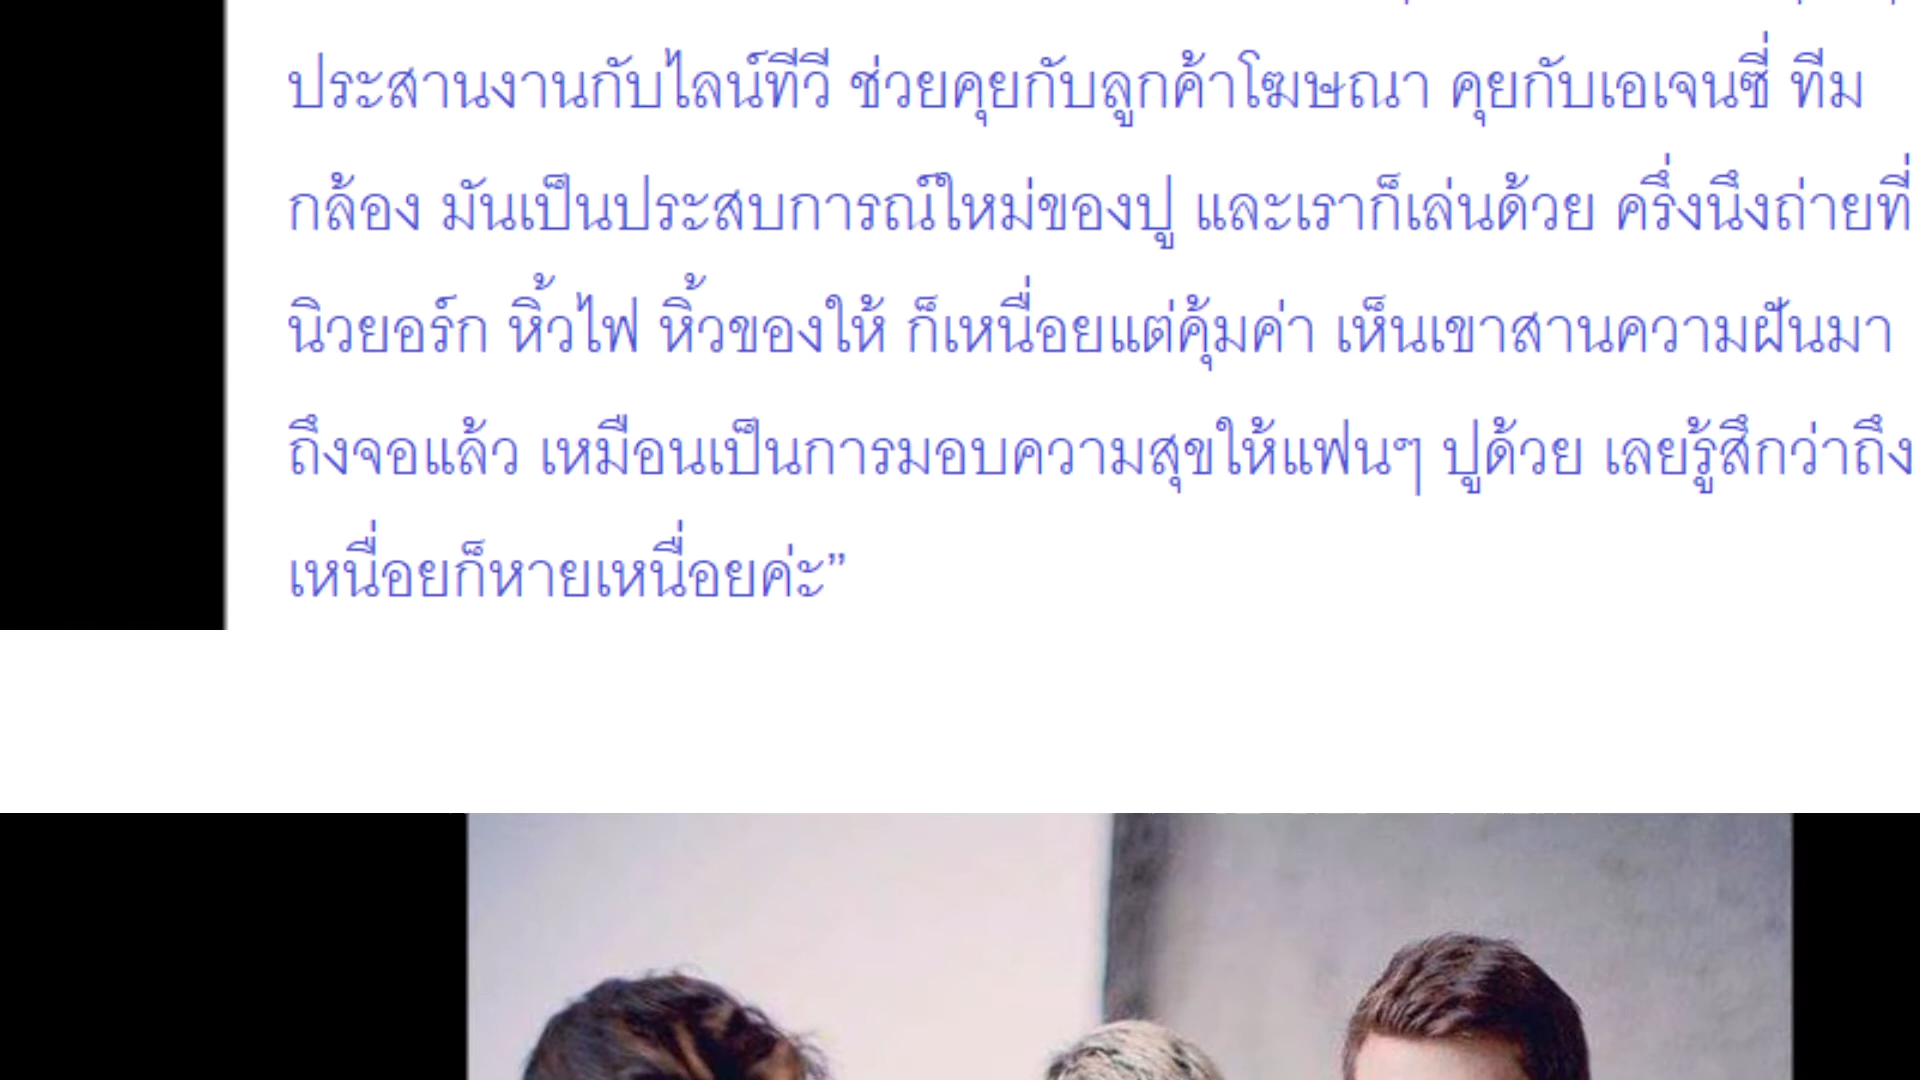 ประสานงานกับไลน์ทีวี ช่วยคุยกับลูกค้าโฆษณา คุยกับเอเจนซี่ ทีม
กล้อง มันเป็นประสบการณ์ใหม่ของปู และเราก็เล่นด้วย ครึ่งนึงถ่ายที่
นิวยอร์ก หิ้วไฟ หิ้วของให้ ก็เหนื่อยแต่คุ้มค่า เห็นเขาสานความฝันมา
ถึงจอแล้ว เหมือนเป็นการมอบความสุขให้แฟนๆ ปูด้วย เลยรู้สึกว่าถึง
เหนื่อยก็หายเหนื่อยค่ะ”